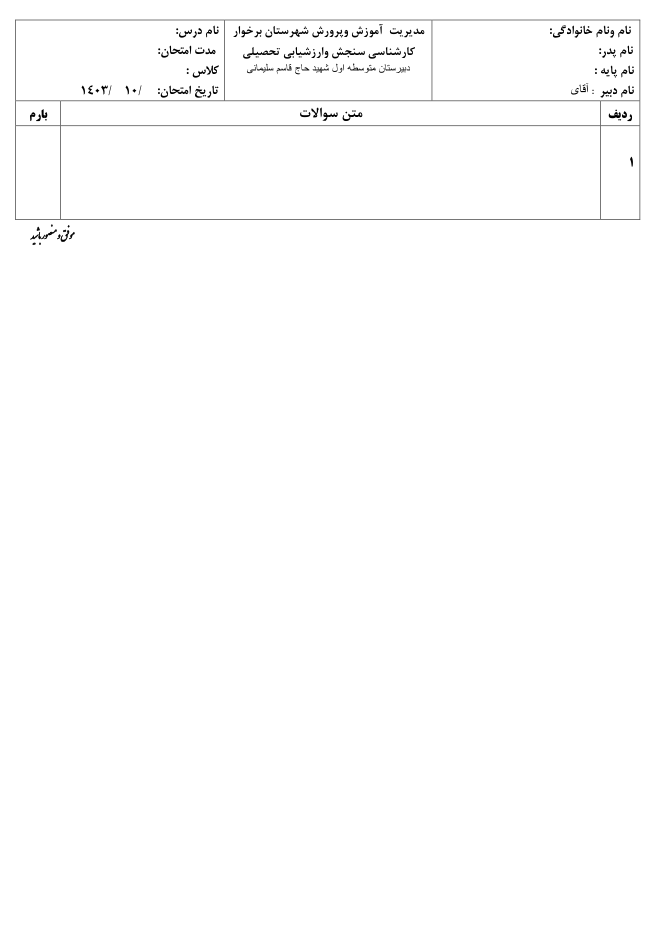 نام ونام خانوادگی:
نام پدر:
نام پایه :
نام دبیر : آقای
مدیریت آموزش وپرورش شهرستان برخوار
کارشناسی سنجش وارزشیابی تحصیلی
دبیرستان متوسطه اول شهید حاج قاسم سلیمانی
نام درس:
مدت امتحان:
کلاس :
تاریخ امتحان: /۱۰ /۱۴۰۳
ردیف متن سوالات بارم
۱
موفق و منصور باشید